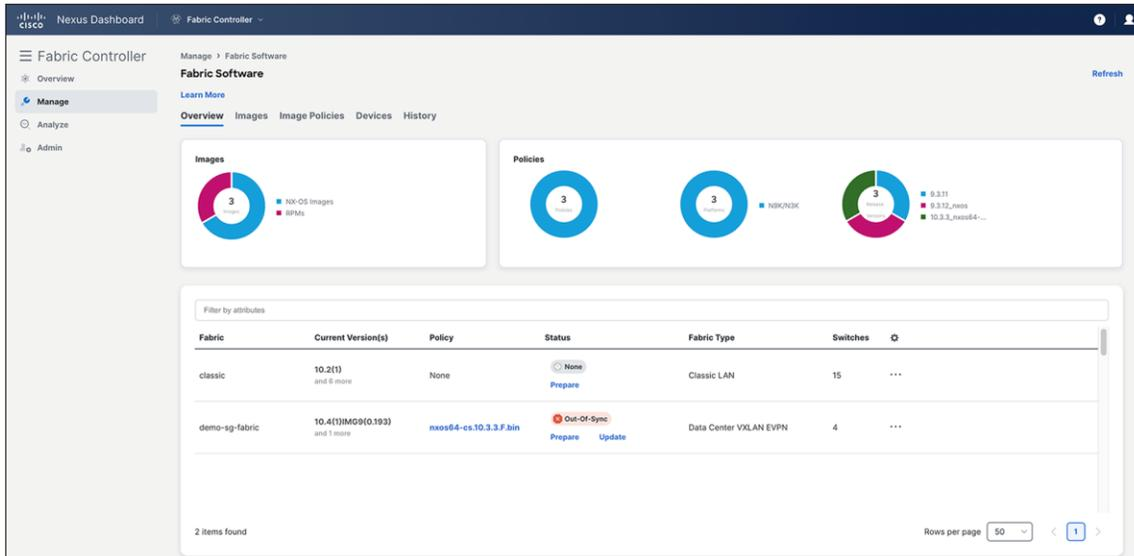 cisco Nexus Dashboard Fabric Controller
Fabric Controller
Overview
Manage
Analyze
Admin
Manage > Fabric Software
Fabric Software
Refresh
Learn More
Overview Images Image Policies Devices History
Images
3
Images
NX-OS Images
RPMs
Policies
3
Policies
3
Platforms
N9K/N3K
3
Release
Versions
9.3.11
9.3.12_nxos
10.3.3_nxos64-...
Filter by attributes
Fabric Current Version(s) Policy Status Fabric Type Switches
classic 10.2(1) None None Classic LAN 15 ...
and 6 more Prepare
demo-sg-fabric 10.4(1)IMG9(0.193) nxos64-cs.10.3.3.F.bin Out-Of-Sync Data Center VXLAN EVPN 4 ...
and 1 more Prepare Update
2 items found Rows per page 50 < 1 >